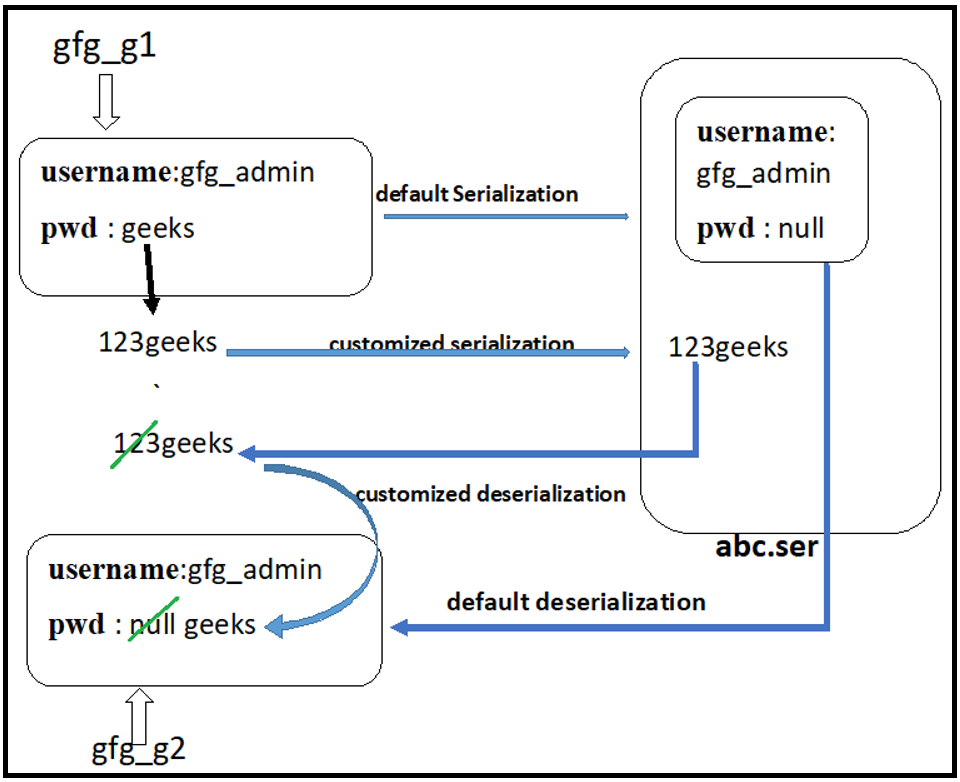 gfg_g1
username:gfg_admin
pwd : geeks
default Serialization
username:
gfg_admin
pwd : null
123geeks
customized serialization
123geeks
`
123geeks
customized deserialization
abc.ser
username:gfg_admin
pwd : null geeks
default deserialization
gfg_g2